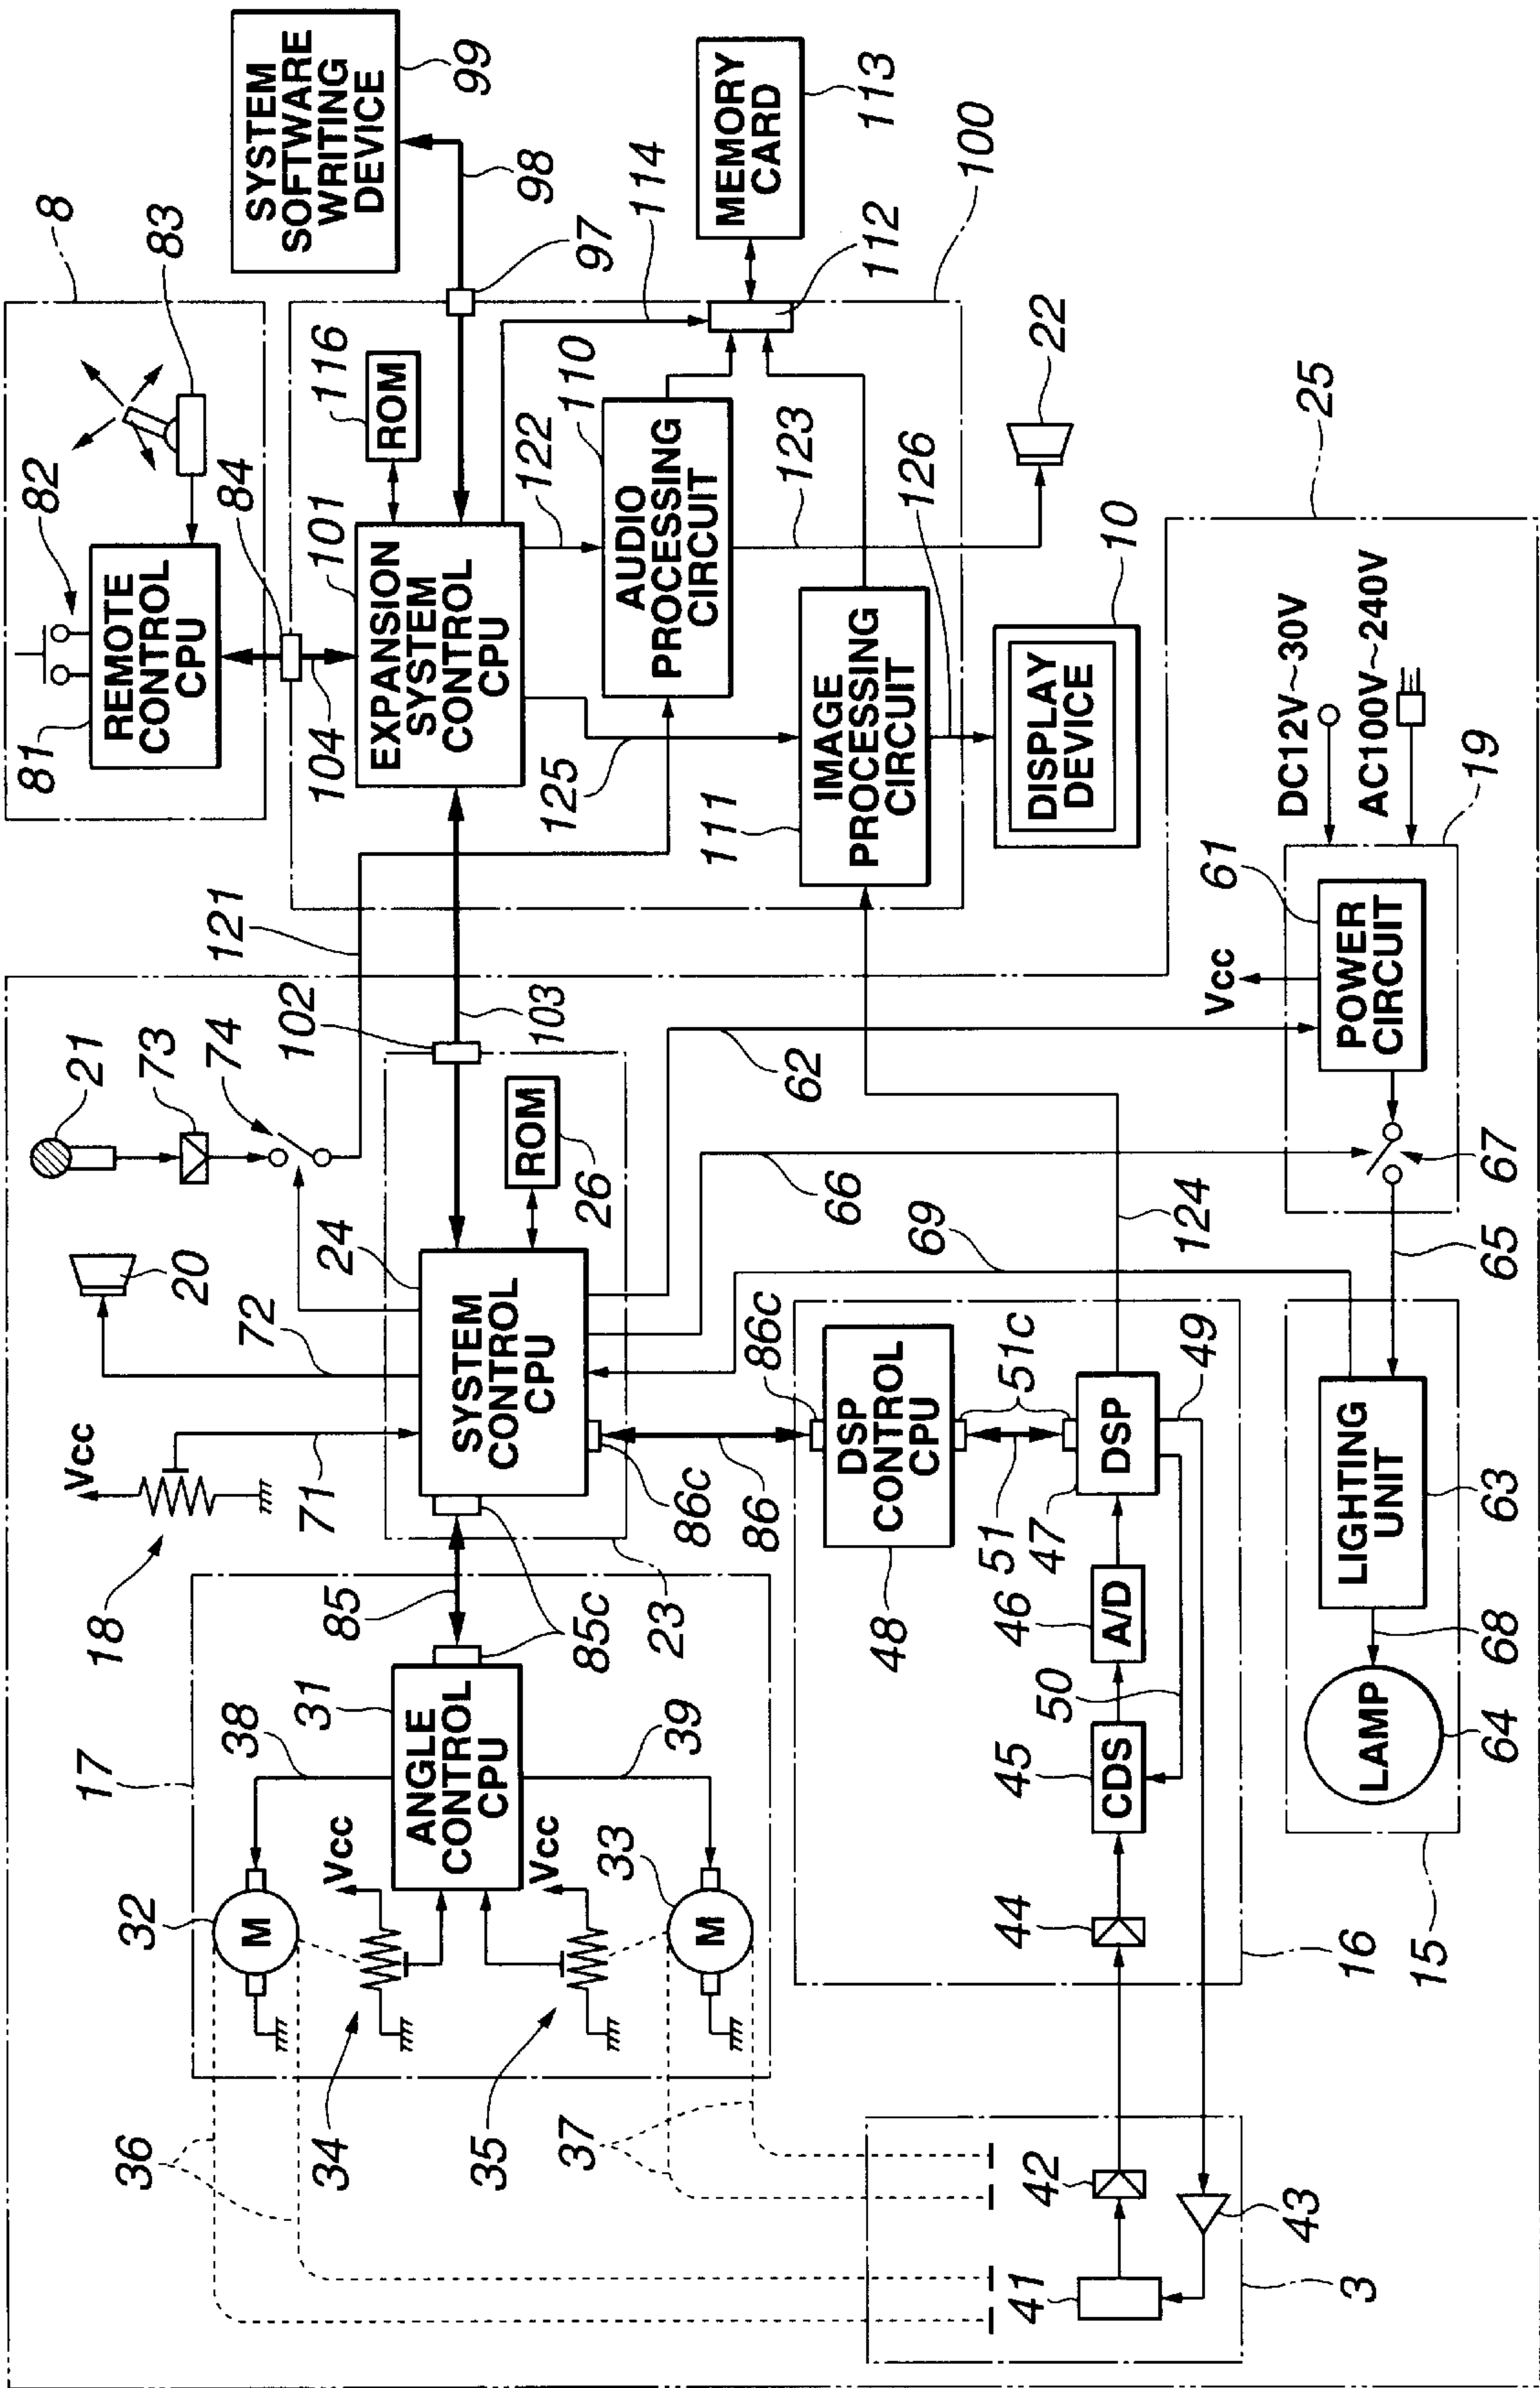 8
SYSTEM
SOFTWARE
WRITING
DEVICE
99
83
82
81
REMOTE
CONTROL
CPU
84
98
97
114
MEMORY
CARD
113
112
100
116
ROM
101
104
EXPANSION
SYSTEM
CONTROL
CPU
122
110
AUDIO
PROCESSING
CIRCUIT
123
125
111
IMAGE
PROCESSING
CIRCUIT
126
22
10
DISPLAY
DEVICE
25
DC12V~30V
AC100V~240V
19
61
POWER
CIRCUIT
Vcc
67
65
121
103
102
21
73
74
20
72
24
ROM
26
SYSTEM
CONTROL
CPU
62
66
69
124
Vcc
71
18
86c
86
85
85c
23
86c
DSP
CONTROL
CPU
48
51c
51
47
DSP
49
46
A/D
50
45
CDS
44
16
LIGHTING
UNIT
63
68
LAMP
64
15
17
38
31
ANGLE
CONTROL
CPU
39
32
M
Vcc
Vcc
33
M
34
35
36
37
42
41
43
3